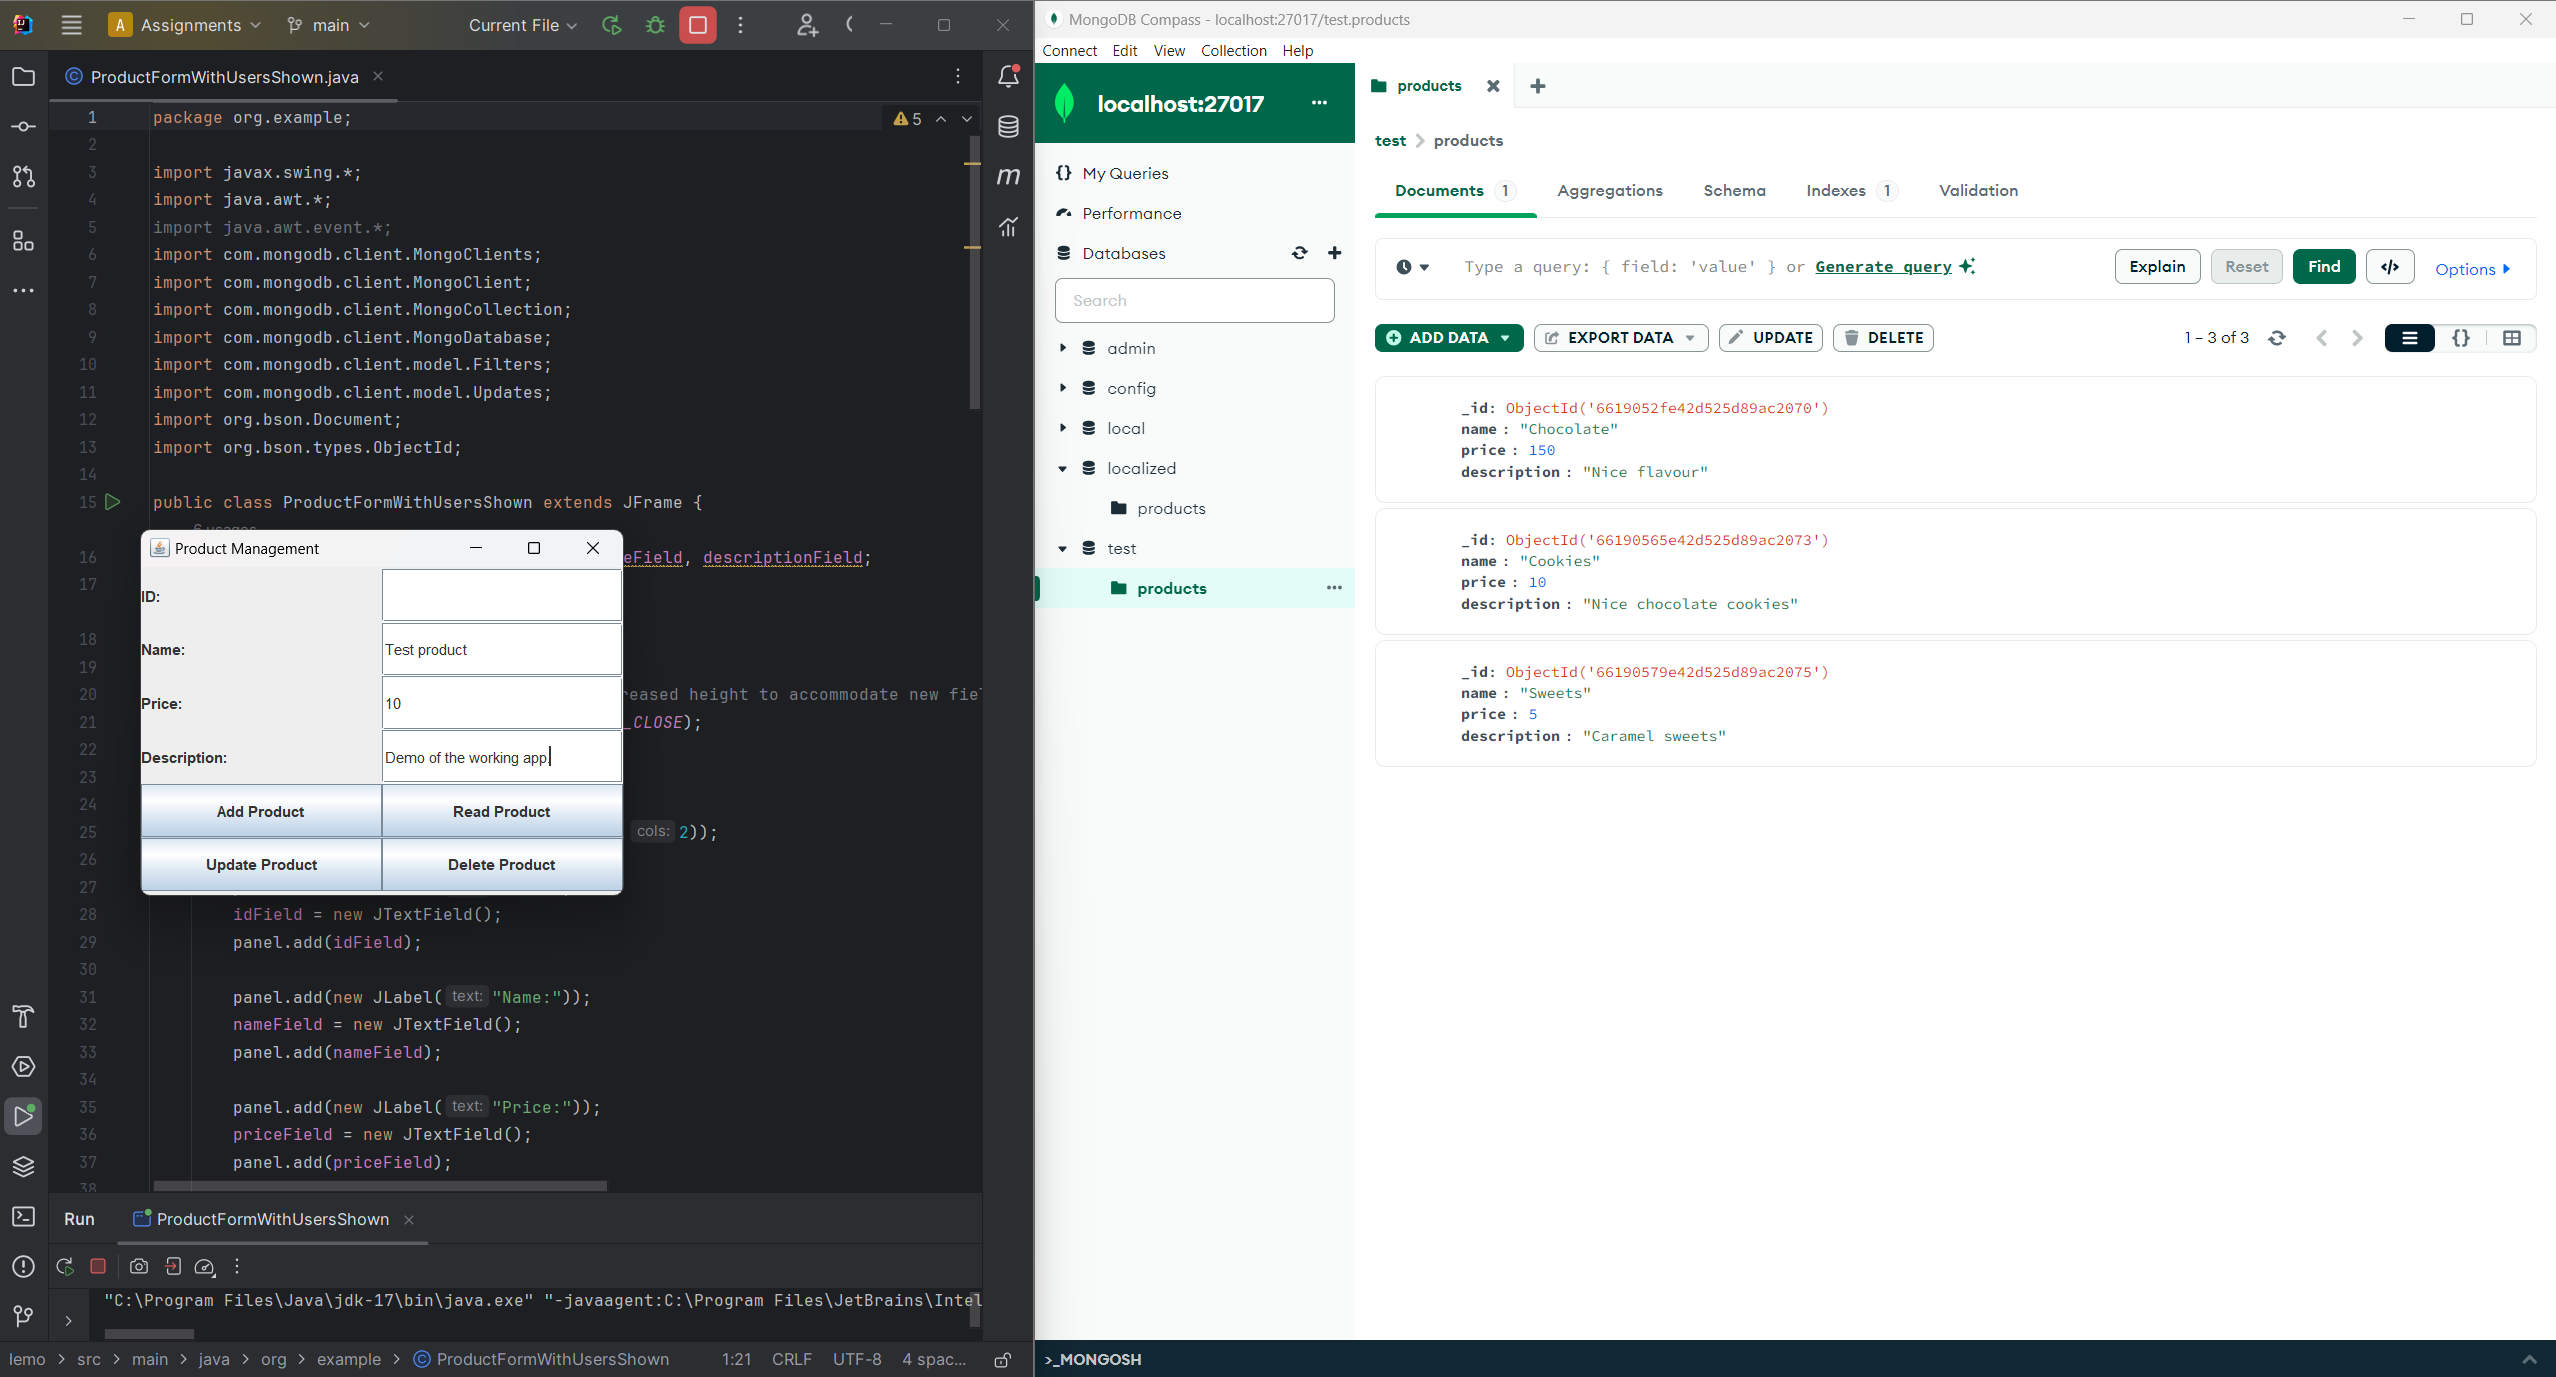 A Assignments main Current File
ProductFormWithUsersShown.java
5
1 package org.example;
2
3 import javax.swing.*;
4 import java.awt.*;
5 import java.awt.event.*;
6 import com.mongodb.client.MongoClients;
7 import com.mongodb.client.MongoClient;
8 import com.mongodb.client.MongoCollection;
9 import com.mongodb.client.MongoDatabase;
10 import com.mongodb.client.model.Filters;
11 import com.mongodb.client.model.Updates;
12 import org.bson.Document;
13 import org.bson.types.ObjectId;
14
15 public class ProductFormWithUsersShown extends JFrame {
6 usages
16 eField, descriptionField;
17
18
19
20 reased height to accommodate new fie
21 _CLOSE);
22
23
24
25 cols: 2));
26
27
28 idField = new JTextField();
29 panel.add(idField);
30
31 panel.add(new JLabel( text: "Name:"));
32 nameField = new JTextField();
33 panel.add(nameField);
34
35 panel.add(new JLabel( text: "Price:"));
36 priceField = new JTextField();
37 panel.add(priceField);
38
Product Management
ID:
Name: Test product
Price: 10
Description: Demo of the working app.
Add Product Read Product
Update Product Delete Product
Run ProductFormWithUsersShown
"C:\Program Files\Java\jdk-17\bin\java.exe" "-javaagent:C:\Program Files\JetBrains\Intel
lemo > src > main > java > org > example > ProductFormWithUsersShown 1:21 CRLF UTF-8 4 spac...
MongoDB Compass - localhost:27017/test.products
Connect Edit View Collection Help
localhost:27017
My Queries
Performance
Databases
Search
admin
config
local
localized
products
test
products
products
test > products
Documents 1 Aggregations Schema Indexes 1 Validation
Type a query: { field: 'value' } or Generate query Explain Reset Find </> Options
ADD DATA EXPORT DATA UPDATE DELETE 1 – 3 of 3 {}
_id: ObjectId('6619052fe42d525d89ac2070')
name : "Chocolate"
price : 150
description : "Nice flavour"
_id: ObjectId('66190565e42d525d89ac2073')
name : "Cookies"
price : 10
description : "Nice chocolate cookies"
_id: ObjectId('66190579e42d525d89ac2075')
name : "Sweets"
price : 5
description : "Caramel sweets"
>_MONGOSH